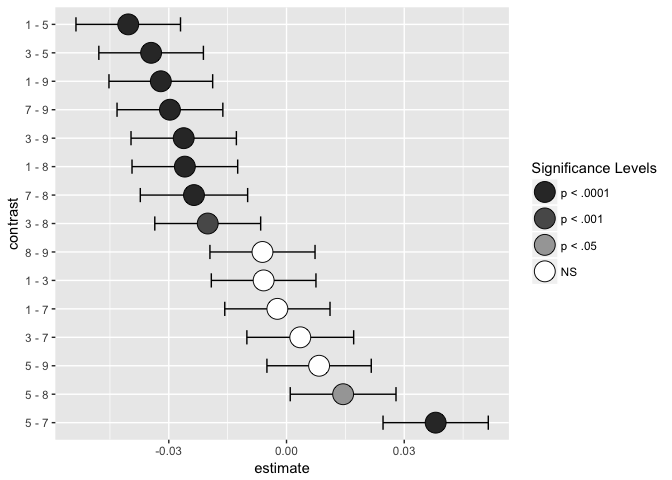 1 - 5
3 - 5
1 - 9
7 - 9
3 - 9
1 - 8
7 - 8
3 - 8
8 - 9
1 - 3
1 - 7
3 - 7
5 - 9
5 - 8
5 - 7
contrast
-0.03 0.00 0.03
estimate
Significance Levels
p < .0001
p < .001
p < .05
NS